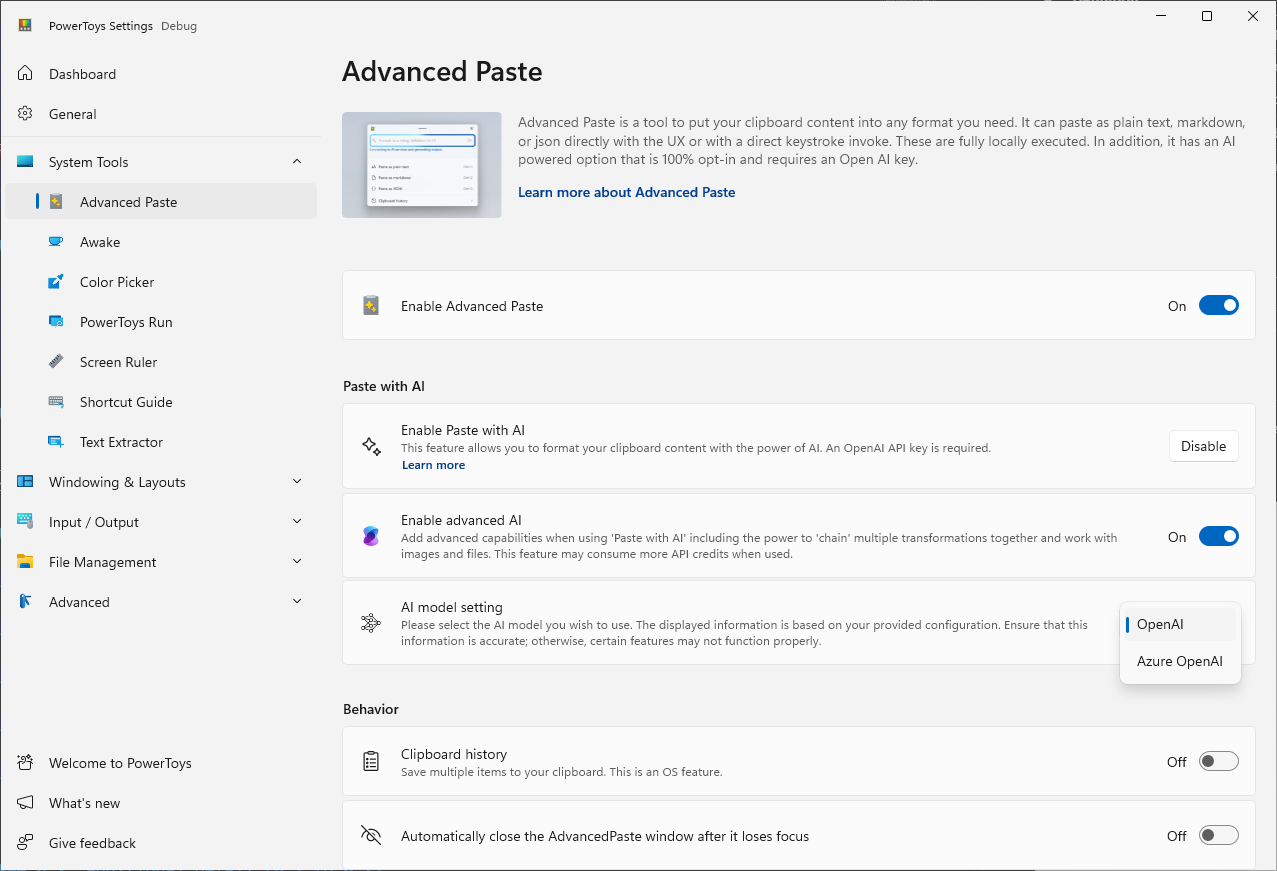 PowerToys Settings Debug
Dashboard
General
System Tools
Advanced Paste
Awake
Color Picker
PowerToys Run
Screen Ruler
Shortcut Guide
Text Extractor
Windowing & Layouts
Input / Output
File Management
Advanced
Welcome to PowerToys
What's new
Give feedback
Advanced Paste
Paste as plain text
Paste as markdown
Paste as JSON
Clipboard history
Advanced Paste is a tool to put your clipboard content into any format you need. It can paste as plain text, markdown,
or json directly with the UX or with a direct keystroke invoke. These are fully locally executed. In addition, it has an AI
powered option that is 100% opt-in and requires an Open AI key.
Learn more about Advanced Paste
Enable Advanced Paste
On
Paste with AI
Enable Paste with AI
This feature allows you to format your clipboard content with the power of AI. An OpenAI API key is required.
Learn more
Disable
Enable advanced AI
Add advanced capabilities when using 'Paste with AI' including the power to 'chain' multiple transformations together and work with
images and files. This feature may consume more API credits when used.
On
AI model setting
Please select the AI model you wish to use. The displayed information is based on your provided configuration. Ensure that this
information is accurate; otherwise, certain features may not function properly.
OpenAI
Azure OpenAI
Behavior
Clipboard history
Save multiple items to your clipboard. This is an OS feature.
Off
Automatically close the AdvancedPaste window after it loses focus
Off